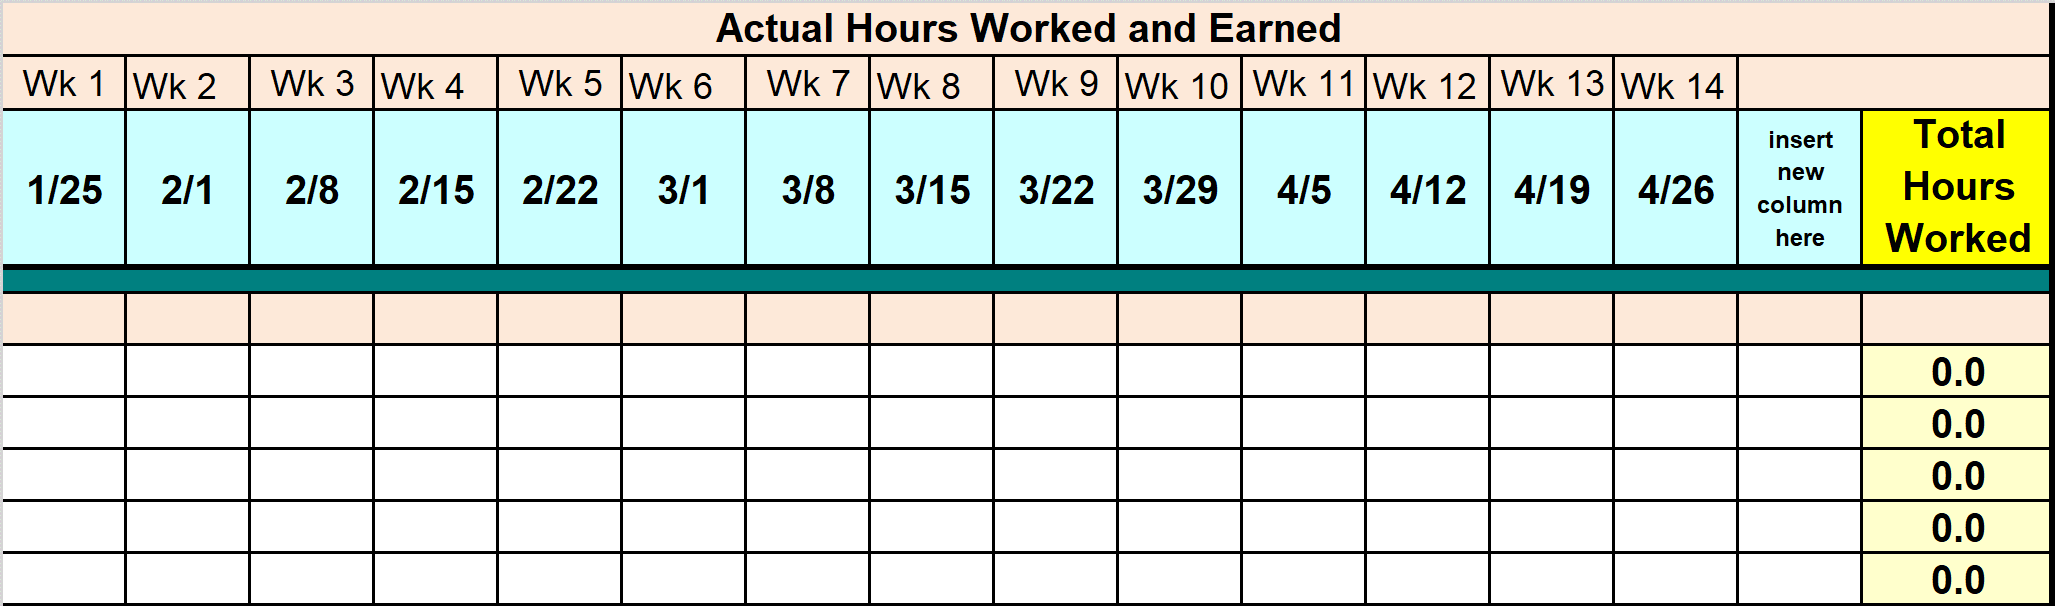 Actual Hours Worked and Earned
Wk 1 Wk 2 Wk 3 Wk 4 Wk 5 Wk 6 Wk 7 Wk 8 Wk 9 Wk 10 Wk 11 Wk 12 Wk 13 Wk 14
1/25 2/1 2/8 2/15 2/22 3/1 3/8 3/15 3/22 3/29 4/5 4/12 4/19 4/26
insert
new
column
here
Total
Hours
Worked
0.0
0.0
0.0
0.0
0.0